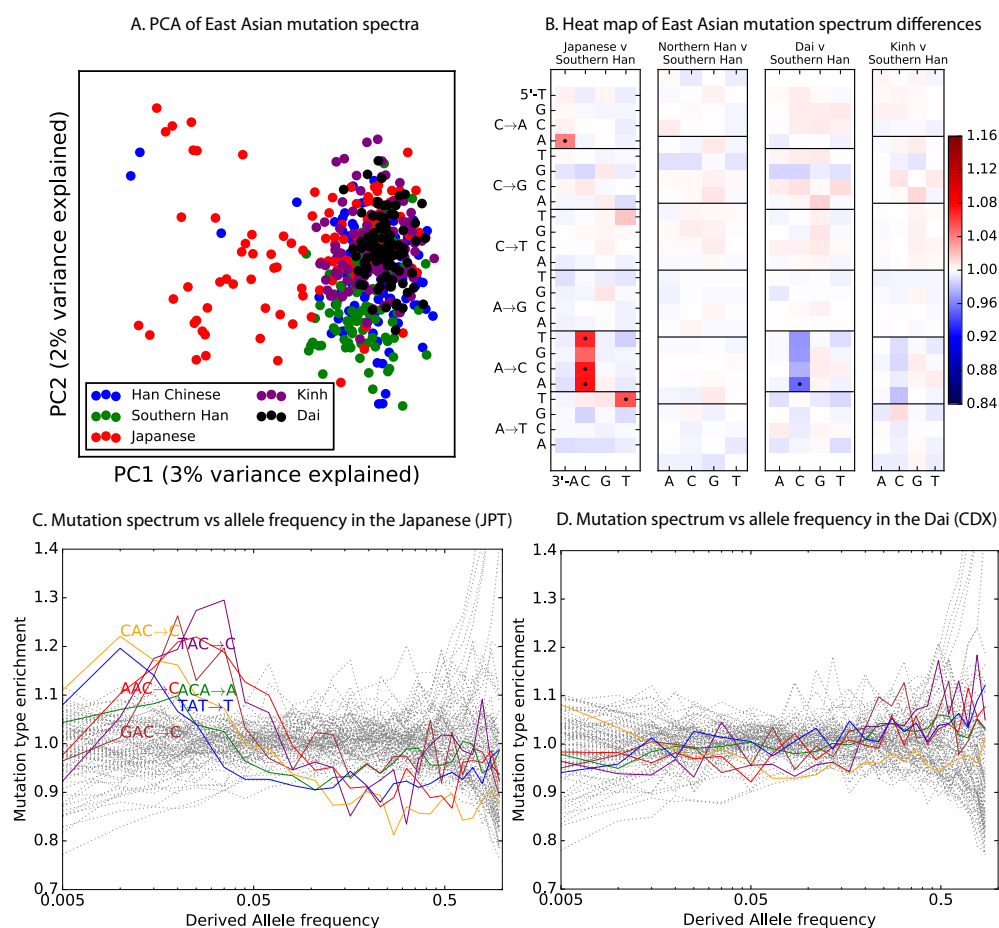 A. PCA of East Asian mutation spectra
PC2 (2% variance explained)
Han Chinese
Southern Han
Japanese
Kinh
Dai
PC1 (3% variance explained)
B. Heat map of East Asian mutation spectrum differences
Japanese v
Southern Han
Northern Han v
Southern Han
Dai v
Southern Han
Kinh v
Southern Han
5'-T
G
C→A C
A
T
G
C→G C
A
T
G
C→T C
A
T
G
A→G C
A
T
G
A→C C
A
T
G
A→T C
A
3'-A C G T
A C G T
A C G T
A C G T
1.16
1.12
1.08
1.04
1.00
0.96
0.92
0.88
0.84
C. Mutation spectrum vs allele frequency in the Japanese (JPT)
Mutation type enrichment
1.4
1.3
1.2
1.1
1.0
0.9
0.8
0.7
CAC→C
TAC→C
AAC→C
ACA→A
TAT→T
GAC→C
0.005
0.05
0.5
Derived Allele frequency
D. Mutation spectrum vs allele frequency in the Dai (CDX)
Mutation type enrichment
1.4
1.3
1.2
1.1
1.0
0.9
0.8
0.7
0.005
0.05
0.5
Derived Allele frequency